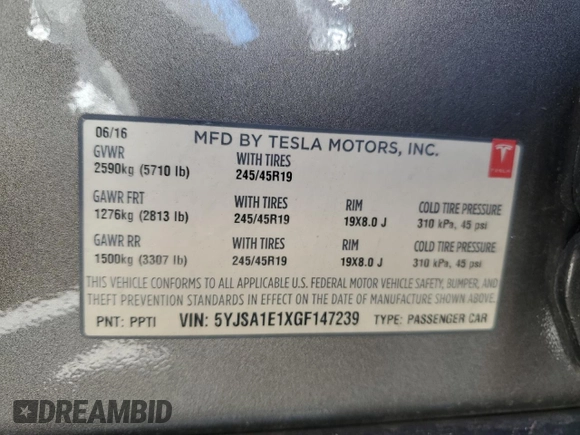 06/16 MFD BY TESLA MOTORS, INC.
GVWR WITH TIRES
2590kg (5710 lb) 245/45R19
TESLA
GAWR FRT WITH TIRES RIM COLD TIRE PRESSURE
1276kg (2813 lb) 245/45R19 19X8.0 J 310 kPa, 45 psi
GAWR RR WITH TIRES RIM COLD TIRE PRESSURE
1500kg (3307 lb) 245/45R19 19X8.0 J 310 kPa, 45 psi
THIS VEHICLE CONFORMS TO ALL APPLICABLE U.S. FEDERAL MOTOR VEHICLE SAFETY, BUMPER, AND
THEFT PREVENTION STANDARDS IN EFFECT ON THE DATE OF MANUFACTURE SHOWN ABOVE.
PNT: PPTI VIN: 5YJSA1E1XGF147239 TYPE: PASSENGER CAR
DREAMBID